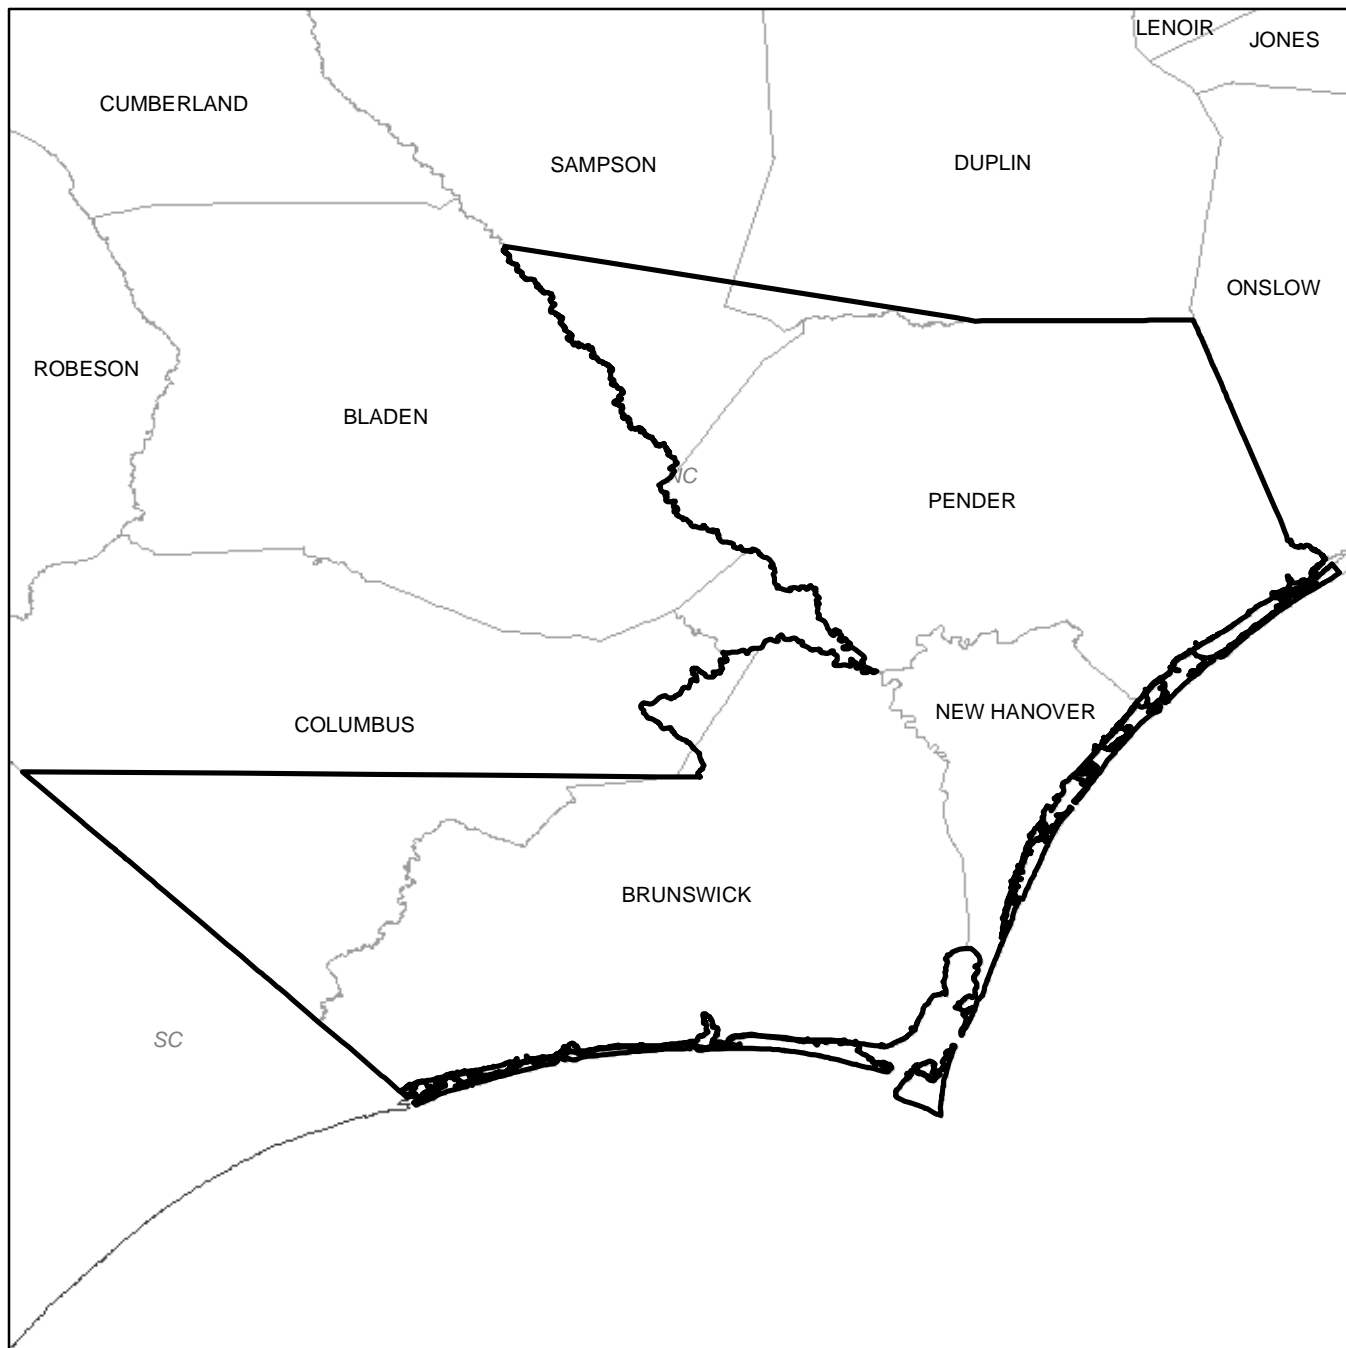 LENOIR
JONES
CUMBERLAND
SAMPSON
DUPLIN
ONSLOW
ROBESON
BLADEN
NC
PENDER
NEW HANOVER
COLUMBUS
BRUNSWICK
SC